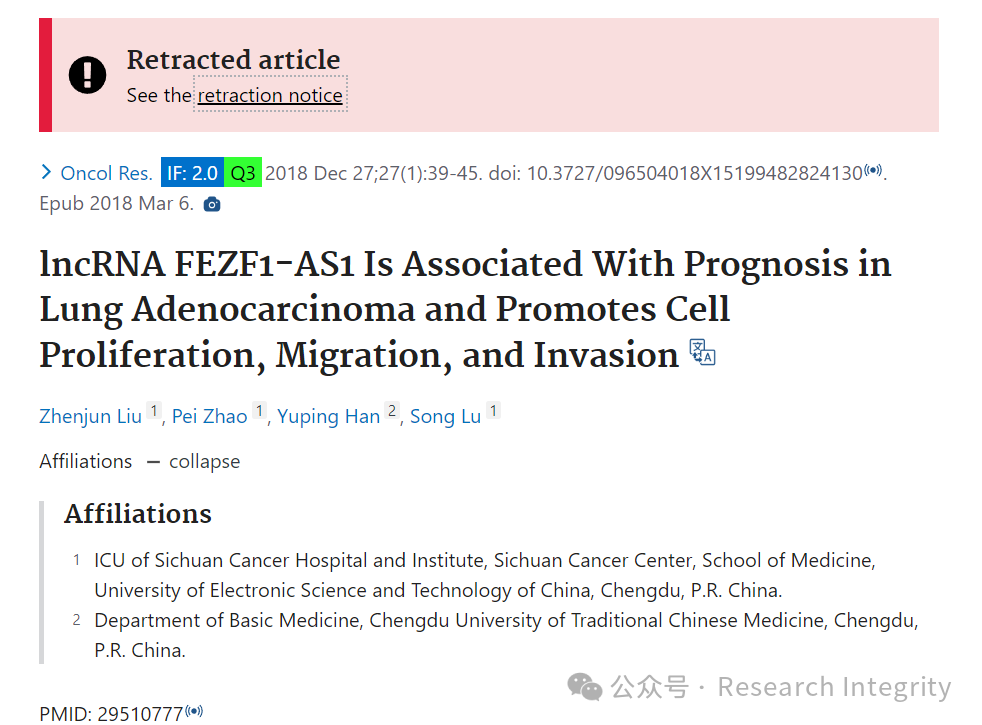 Retracted article
See the retraction notice
Oncol Res. IF: 2.0 Q3 2018 Dec 27;27(1):39-45. doi: 10.3727/096504018X15199482824130.
Epub 2018 Mar 6.
lncRNA FEZF1-AS1 Is Associated With Prognosis in
Lung Adenocarcinoma and Promotes Cell
Proliferation, Migration, and Invasion
Zhenjun Liu 1, Pei Zhao 1, Yuping Han 2, Song Lu 1
Affiliations — collapse
Affiliations
1 ICU of Sichuan Cancer Hospital and Institute, Sichuan Cancer Center, School of Medicine,
University of Electronic Science and Technology of China, Chengdu, P.R. China.
2 Department of Basic Medicine, Chengdu University of Traditional Chinese Medicine, Chengdu,
P.R. China.
公众号 · Research Integrity
PMID: 29510777